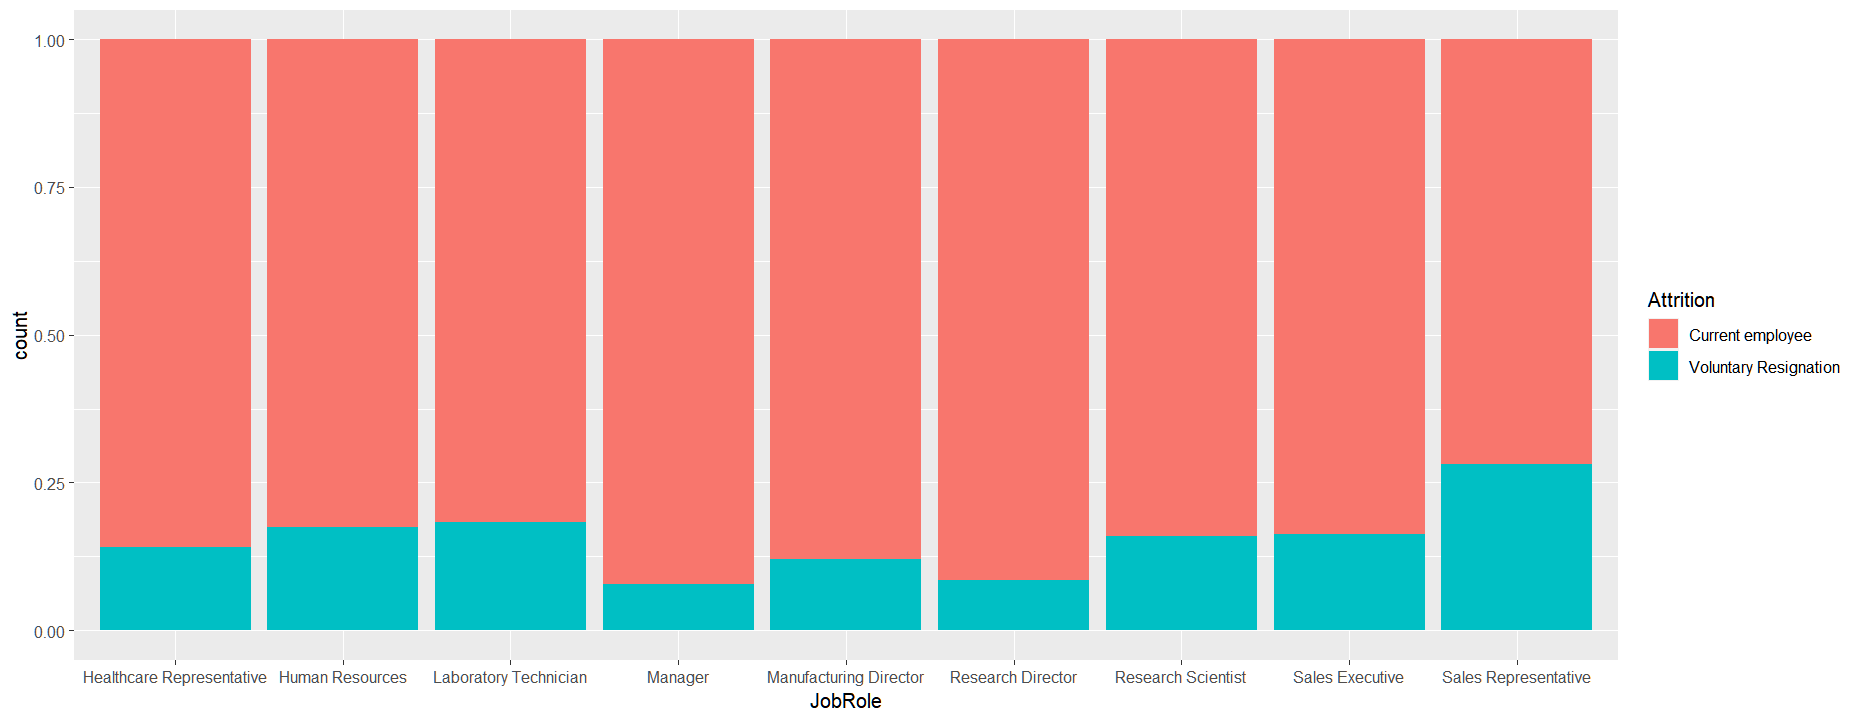 1.00
0.75
0.50
0.25
0.00
count
Healthcare Representative Human Resources Laboratory Technician Manager Manufacturing Director Research Director Research Scientist Sales Executive Sales Representative
JobRole
Attrition
Current employee
Voluntary Resignation